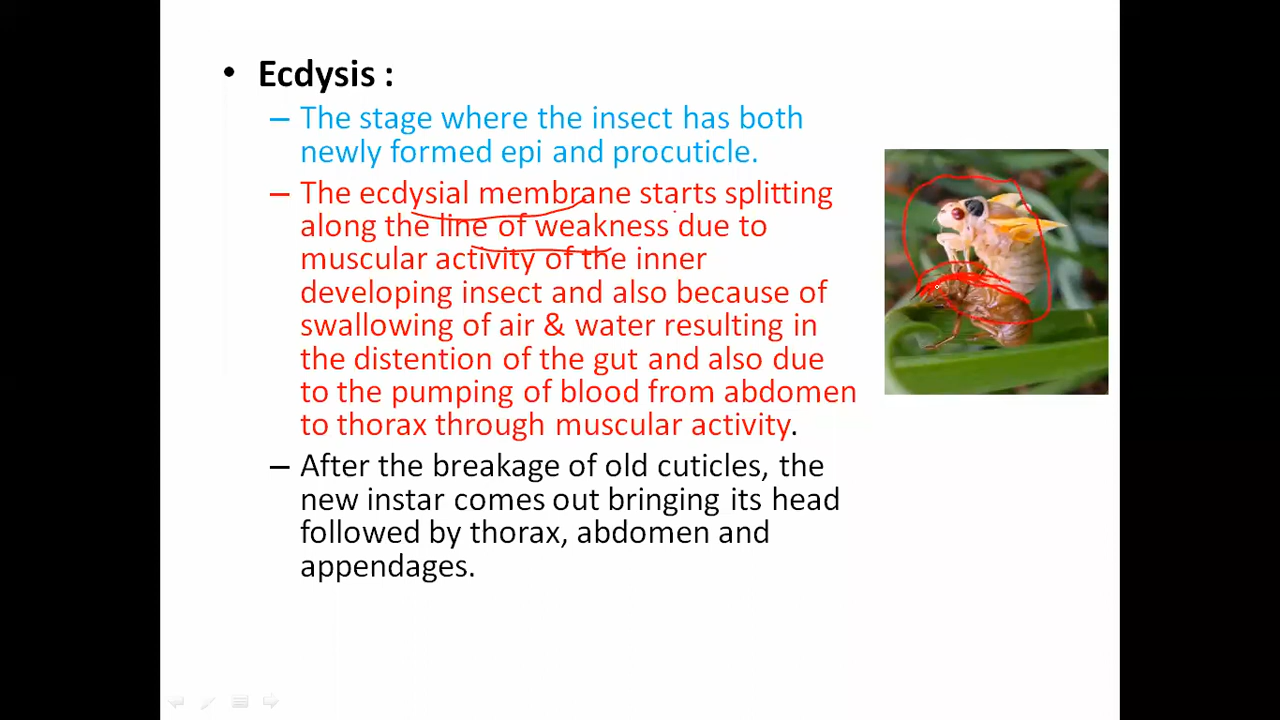 • Ecdysis :
– The stage where the insect has both
newly formed epi and procuticle.
– The ecdysial membrane starts splitting
along the line of weakness due to
muscular activity of the inner
developing insect and also because of
swallowing of air & water resulting in
the distention of the gut and also due
to the pumping of blood from abdomen
to thorax through muscular activity.
– After the breakage of old cuticles, the
new instar comes out bringing its head
followed by thorax, abdomen and
appendages.